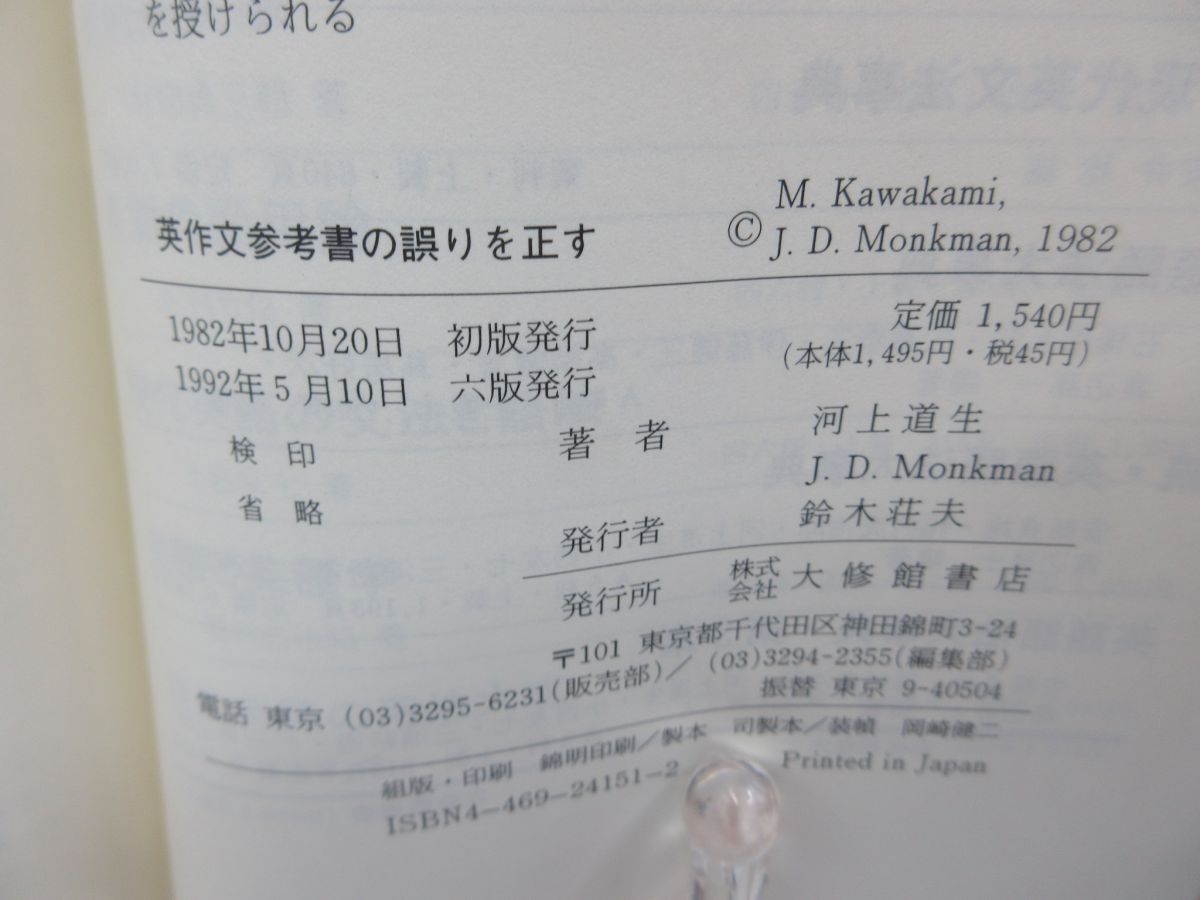 を授けられる
英作文参考書の誤りを正す
© M. Kawakami,
J. D. Monkman, 1982
1982年10月20日 初版発行
1992年5月10日 六版発行
定価 1,540円
(本体1,495円・税45円)
検印
省略
著者 河上道生
J. D. Monkman
発行者 鈴木荘夫
発行所 株式会社 大修館書店
〒101 東京都千代田区神田錦町3-24
電話 東京 (03)3295-6231(販売部)/(03)3294-2355(編集部)
振替 東京 9-40504
組版・印刷 錦明印刷/製本 司製本/装幀 岡崎健二
ISBN4-469-24151-2 Printed in Japan